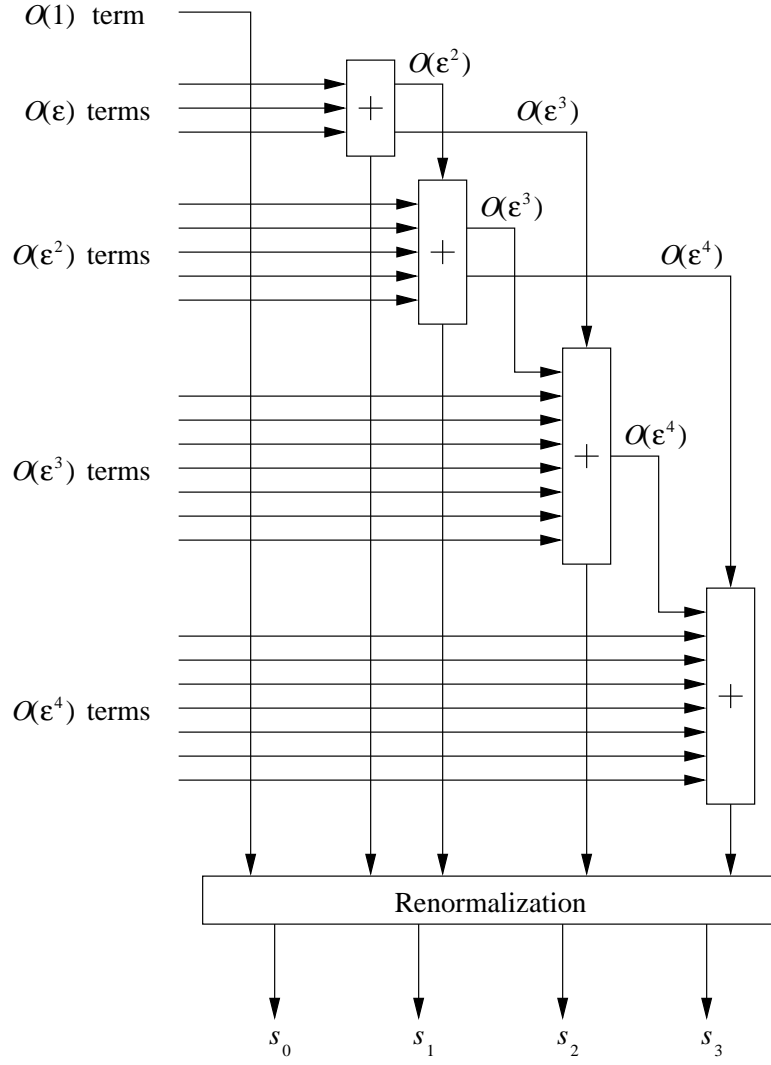 O(1) term
O(ε²)
O(ε) terms
+
O(ε³)
O(ε³)
O(ε²) terms
+
O(ε⁴)
O(ε⁴)
O(ε³) terms
+
O(ε⁴) terms
+
Renormalization
s₀ s₁ s₂ s₃